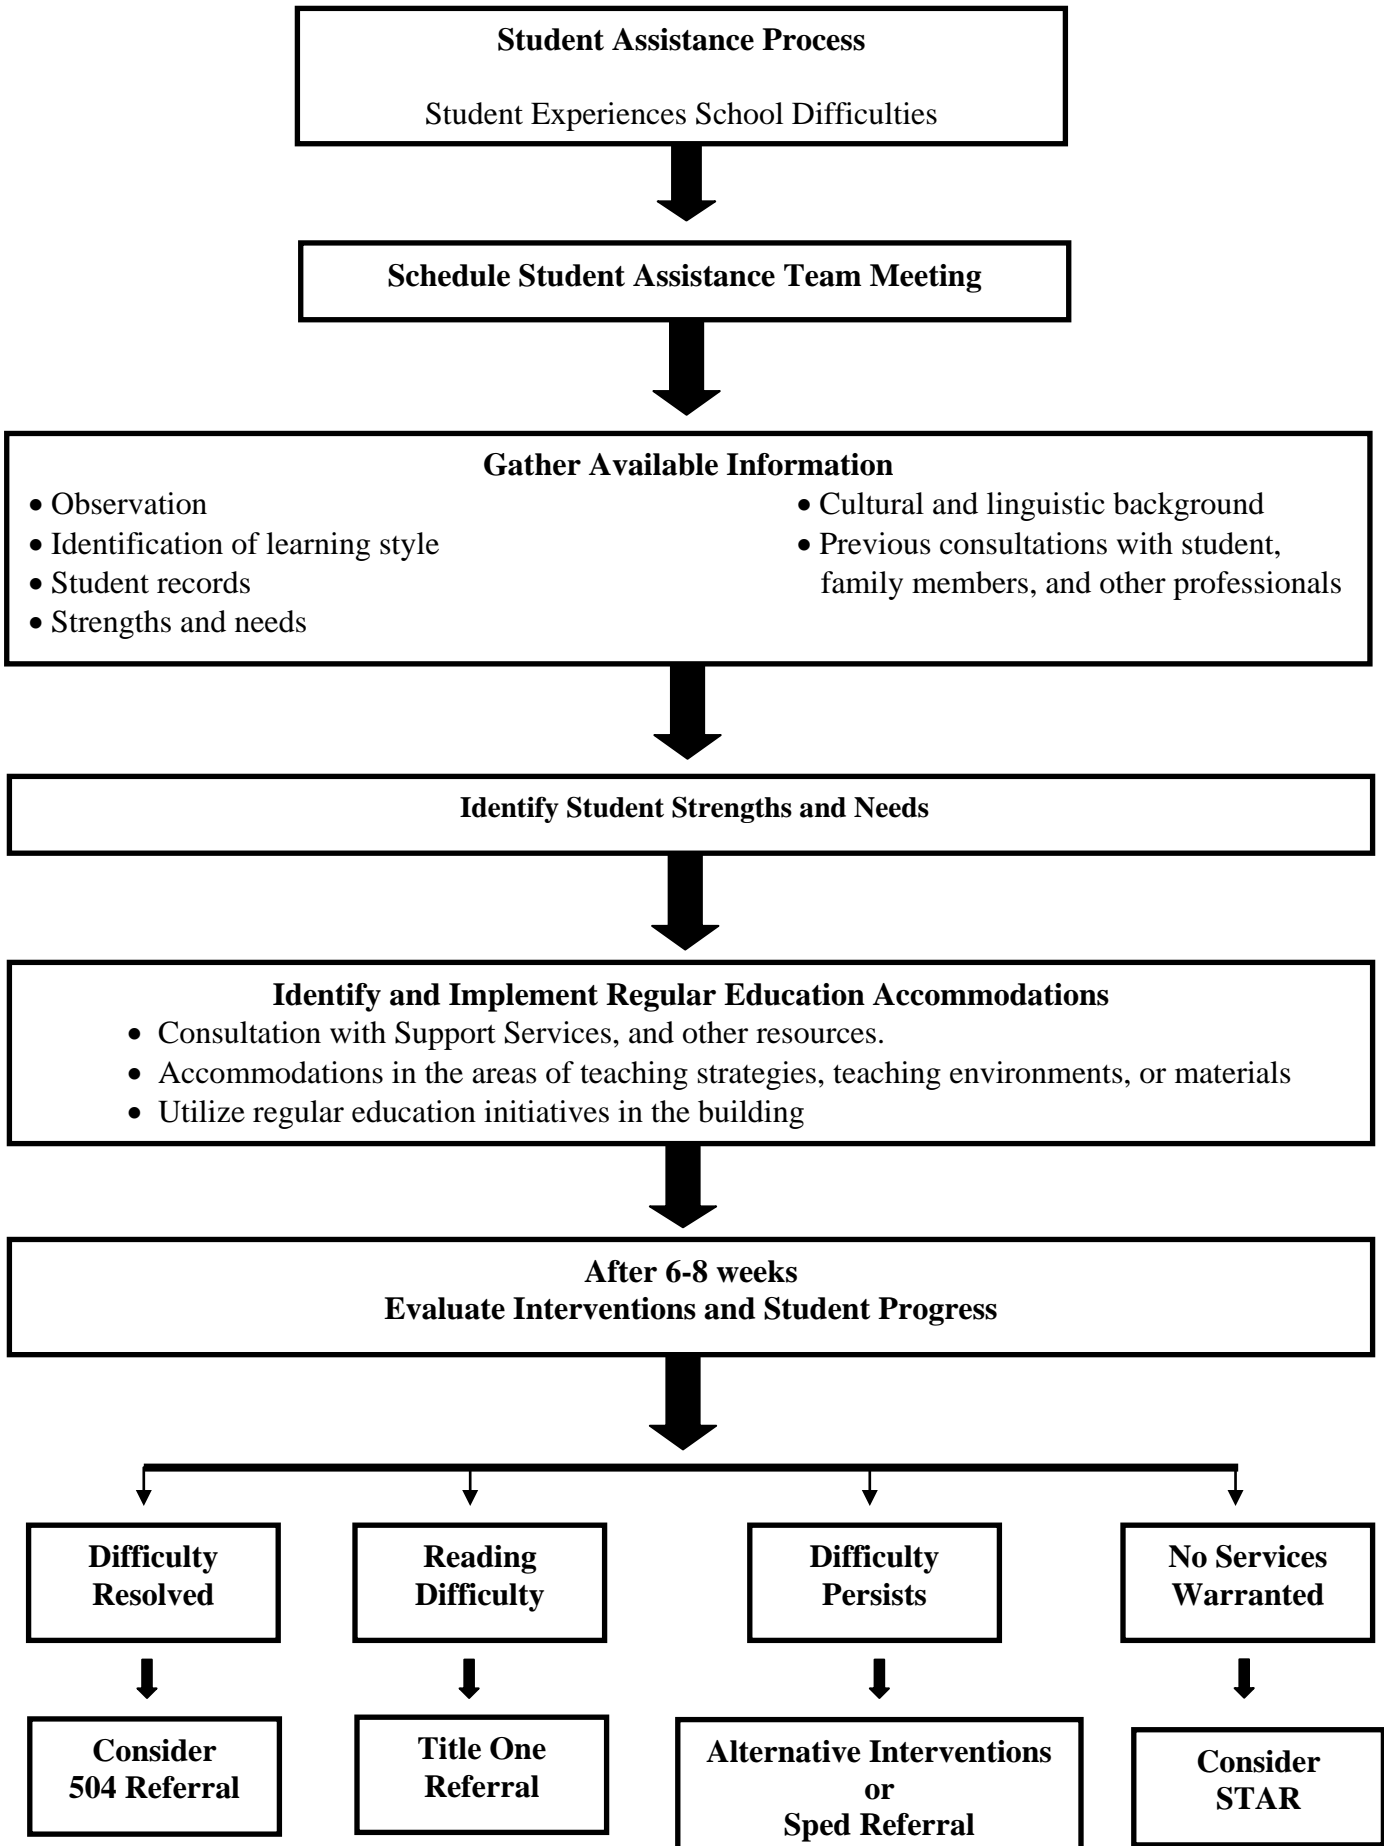 Student Assistance Process
Student Experiences School Difficulties
Schedule Student Assistance Team Meeting
Gather Available Information
• Observation
• Identification of learning style
• Student records
• Strengths and needs
• Cultural and linguistic background
• Previous consultations with student,
family members, and other professionals
Identify Student Strengths and Needs
Identify and Implement Regular Education Accommodations
• Consultation with Support Services, and other resources.
• Accommodations in the areas of teaching strategies, teaching environments, or materials
• Utilize regular education initiatives in the building
After 6-8 weeks
Evaluate Interventions and Student Progress
Difficulty
Resolved
Reading
Difficulty
Difficulty
Persists
No Services
Warranted
Consider
504 Referral
Title One
Referral
Alternative Interventions
or
Sped Referral
Consider
STAR